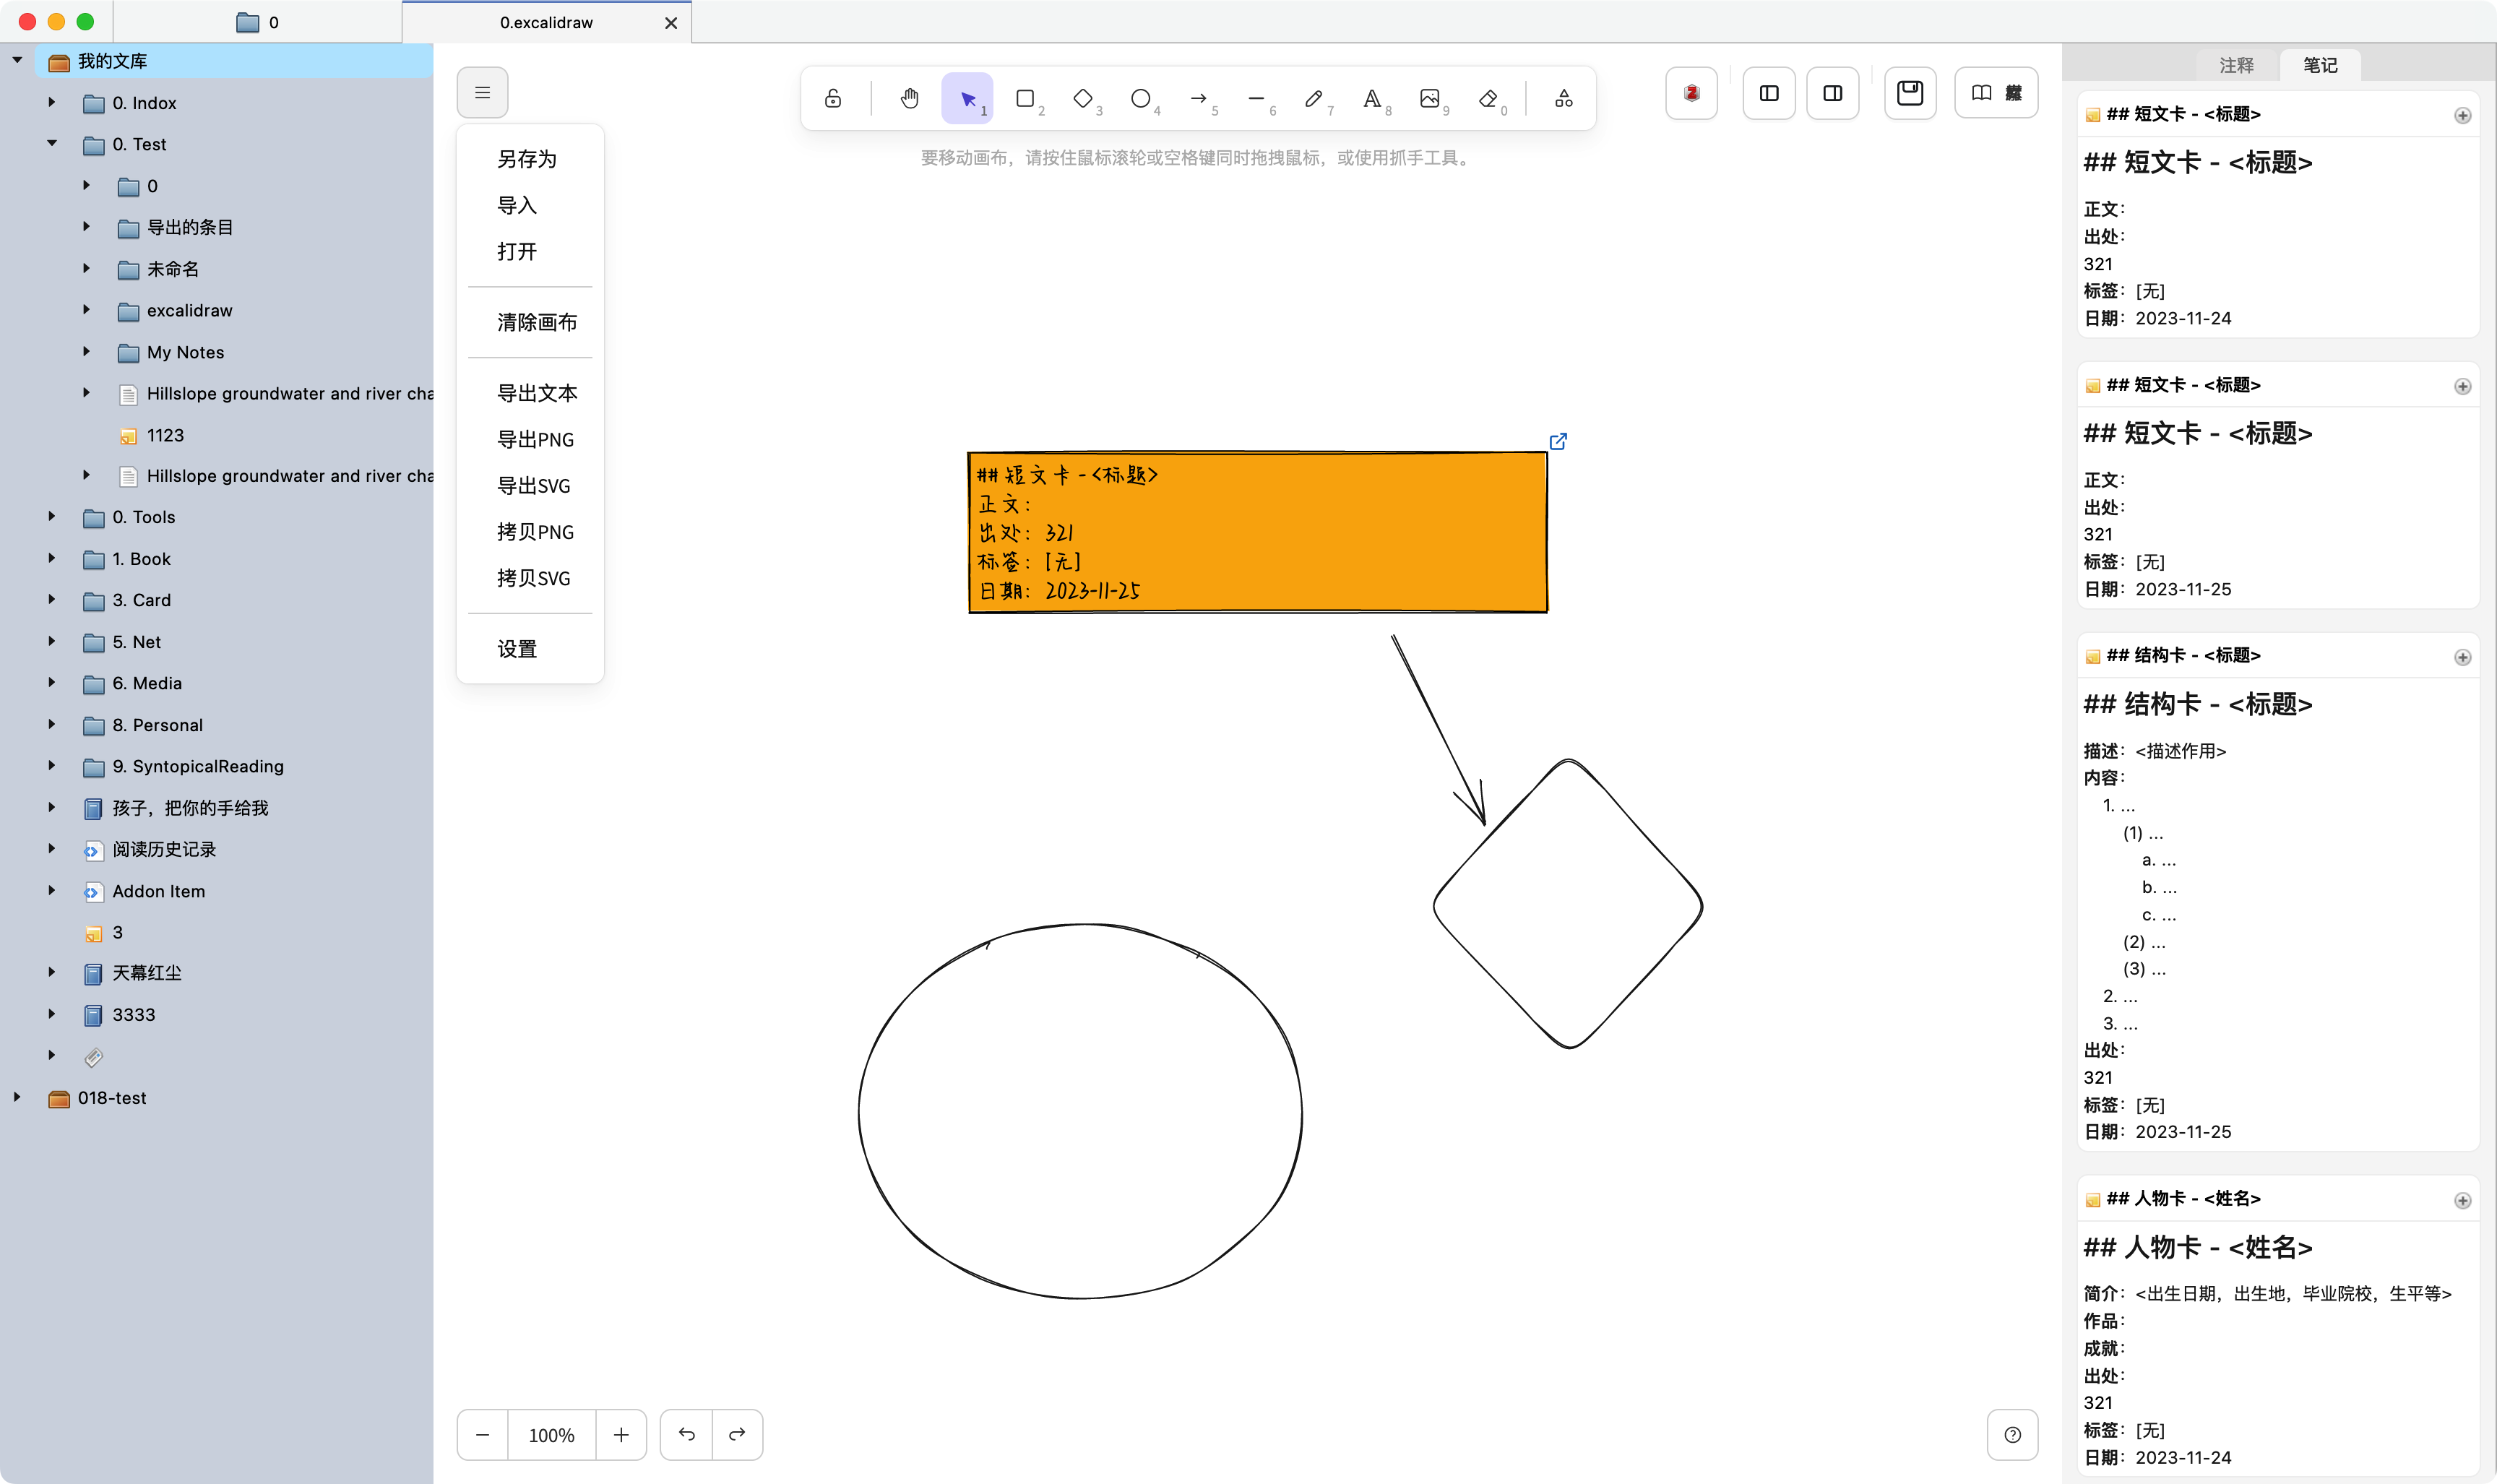 0
0.excalidraw
我的文库
0. Indox
0. Test
0
导出的条目
未命名
excalidraw
My Notes
Hillslope groundwater and river cha
1123
Hillslope groundwater and river cha
0. Tools
1. Book
3. Card
5. Net
6. Media
8. Personal
9. SyntopicalReading
孩子，把你的手给我
阅读历史记录
Addon Item
3
天幕红尘
3333
018-test
另存为
导入
打开
清除画布
导出文本
导出PNG
导出SVG
拷贝PNG
拷贝SVG
设置
1 2 3 4 5 6 7 8 9 0
要移动画布，请按住鼠标滚轮或空格键同时拖拽鼠标，或使用抓手工具。
## 短文卡 - <标题>
正文：
出处： 321
标签： [无]
日期： 2023-11-25
100%
注释 笔记
## 短文卡 - <标题>
## 短文卡 - <标题>
正文：
出处：
321
标签： [无]
日期： 2023-11-24
## 短文卡 - <标题>
## 短文卡 - <标题>
正文：
出处：
321
标签： [无]
日期： 2023-11-25
## 结构卡 - <标题>
## 结构卡 - <标题>
描述： <描述作用>
内容：
1. ...
(1) ...
a. ...
b. ...
c. ...
(2) ...
(3) ...
2. ...
3. ...
出处：
321
标签： [无]
日期： 2023-11-25
## 人物卡 - <姓名>
## 人物卡 - <姓名>
简介： <出生日期，出生地，毕业院校，生平等>
作品：
成就：
出处：
321
标签： [无]
日期： 2023-11-24